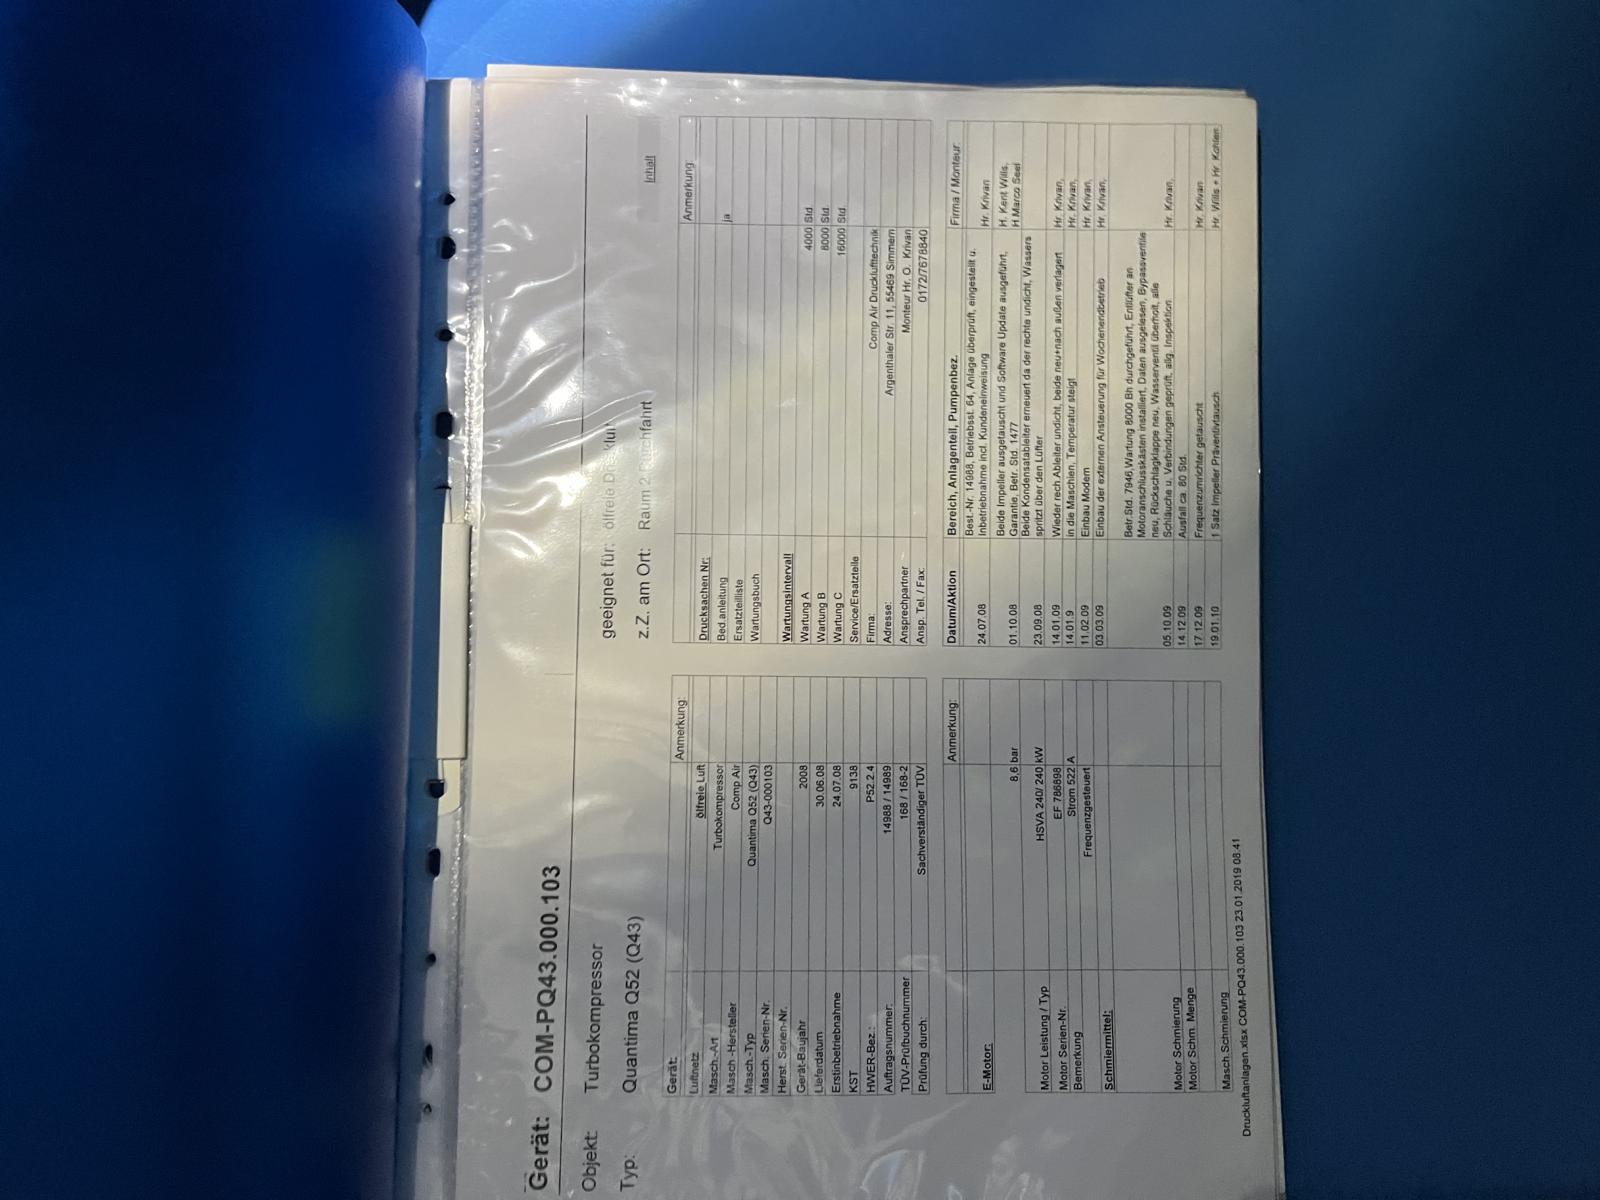 Gerät: COM-PQ43.000.103
Objekt: Turbokompressor geeignet für: ölfreie
Typ: Quantima Q52 (Q43) z.Z. am Ort: Raum 2
Inhalt
Gerät: Anmerkung:
Luftnetz ölfreie Luft
Masch.-Art Turbokompressor
Masch.-Hersteller Comp Air
Masch.-Typ Quantima Q52 (Q43)
Masch. Serien-Nr. Q43-000103
Herst. Serien-Nr.
Gerät-Baujahr 2008
Lieferdatum 30.06.08
Erstinbetriebnahme 24.07.08
KST 9138
HWER-Bez.: P52.2.4
Auftragsnummer: 14988 / 14989
TÜV-Prüfbuchnummer 168 / 168-2
Prüfung durch: Sachverständiger TÜV
Anmerkung:
Drucksachen Nr:
Bed.anleitung ja
Ersatzteilliste
Wartungsbuch
Wartungsintervall
Wartung A 4000 Std.
Wartung B 8000 Std.
Wartung C 16000 Std.
Service/Ersatzteile
Firma: Comp Air Drucklufttechnik
Adresse: Argenthaler Str. 11, 55469 Simmern
Ansprechpartner Monteur Hr. O. Krivan
Ansp. Tel. / Fax: 0172/7678840
Anmerkung:
E-Motor:
8,6 bar
Motor Leistung / Typ HSVA 240/ 240 kW
Motor Serien-Nr. EF 786898
Bemerkung Strom 522 A
Frequenzgesteuert
Schmiermittel:
Motor Schmierung
Motor Schm. Menge
Masch.Schmierung
Datum/Aktion Bereich, Anlagenteil, Pumpenbez. Firma / Monteur:
24.07.08 Best.-Nr. 14988, Betriebsst. 64, Anlage überprüft, eingestellt u.
Inbetriebnahme incl. Kundeneinweisung Hr. Krivan
Beide Impeller ausgetauscht und Software Update ausgeführt, H. Kent Wills,
01.10.08 Garantie, Betr. Std. 1477 H.Marco Seel
Beide Kondensatableiter erneuert da der rechte undicht, Wassers
23.09.08 spritzt über den Lüfter
14.01.09 Wieder rech.Ableiter undicht, beide neu+nach außen verlagert Hr. Krivan,
14.01.9 in die Maschien, Temperatur steigt Hr. Krivan,
11.02.09 Einbau Modem Hr. Krivan,
03.03.09 Einbau der externen Ansteuerung für Wochenendbetrieb Hr. Krivan,
Betr.Std. 7946,Wartung 8000 Bh durchgeführt, Entlüfter an
Motoranschlusskästen installiert, Daten ausgelesen, Bypassventile
neu, Rückschlagklappe neu, Wasserventil überholt, alle
05.10.09 Schläuche u. Verbindungen geprüft, allg. Inspektion Hr. Krivan,
14.12.09 Ausfall ca. 80 Std.
17.12.09 Frequenzumrichter getauscht Hr. Krivan
19.01.10 1 Satz Impeller Präventivtausch Hr. Wills + Hr. Kohlen
Druckluftanlagen.xlsx COM-PQ43.000.103 23.01.2019 08:41